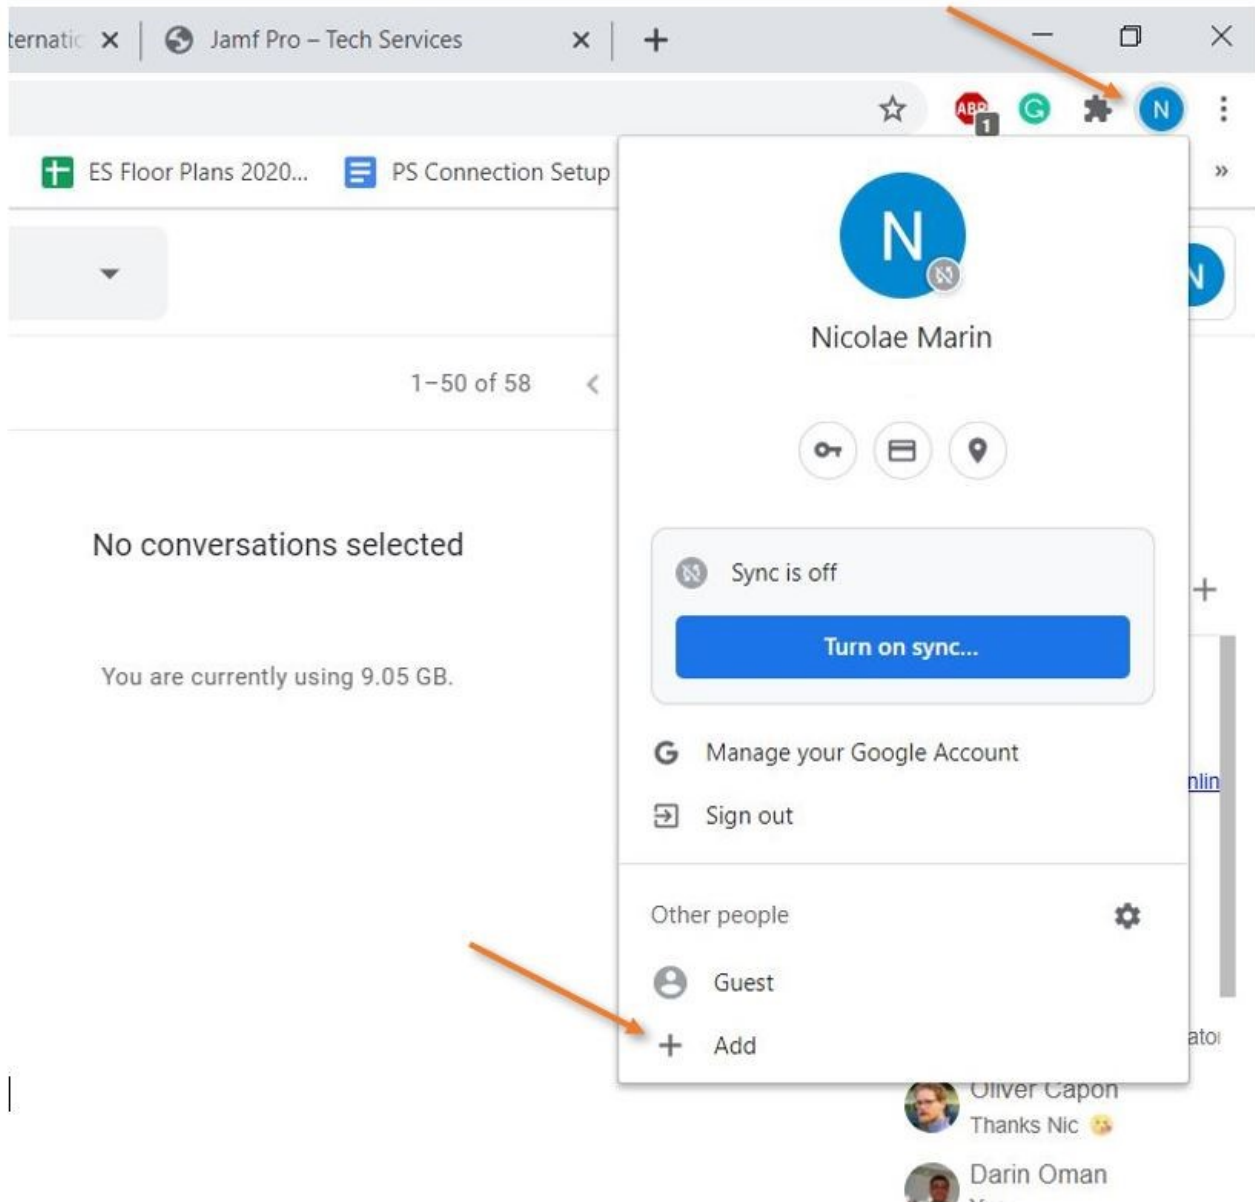 Jamf Pro – Tech Services
ABP
1
G
N
ES Floor Plans 2020...
PS Connection Setup
»
N
N
Nicolae Marin
1–50 of 58
No conversations selected
Sync is off
Turn on sync...
You are currently using 9.05 GB.
G Manage your Google Account
Sign out
Other people
Guest
+ Add
Oliver Capon
Thanks Nic 😘
Darin Oman